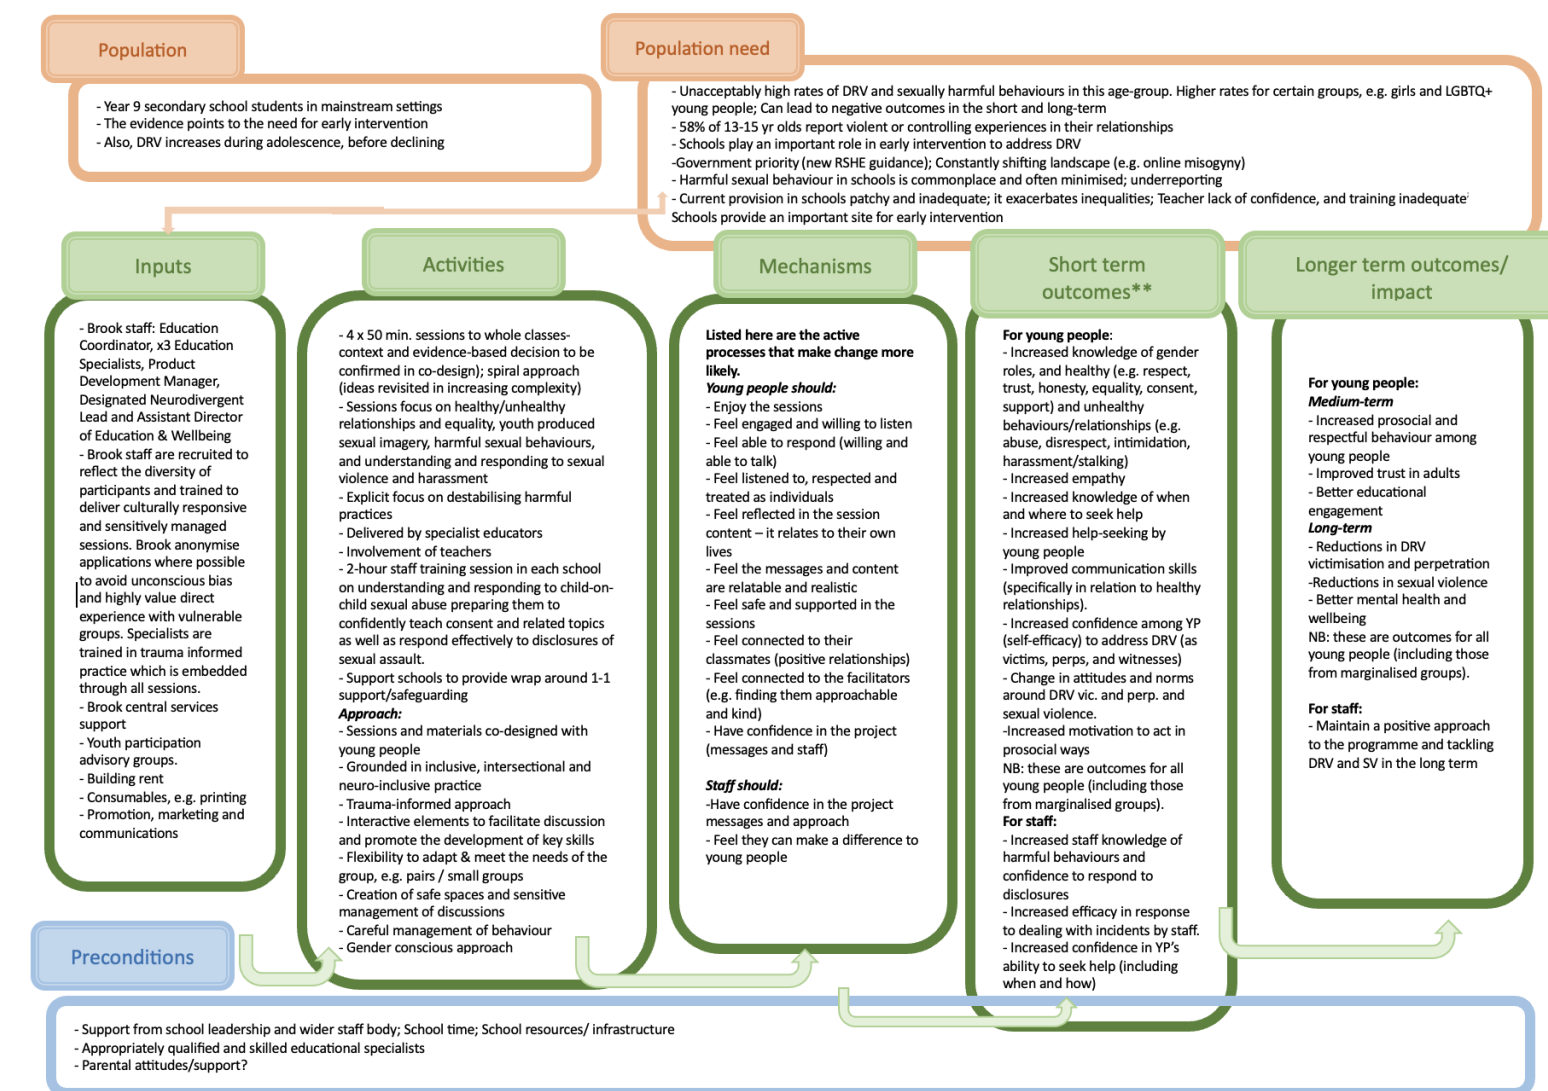 Population
- Year 9 secondary school students in mainstream settings
- The evidence points to the need for early intervention
- Also, DRV increases during adolescence, before declining
Population need
- Unacceptably high rates of DRV and sexually harmful behaviours in this age-group. Higher rates for certain groups, e.g. girls and LGBTQ+
young people; Can lead to negative outcomes in the short and long-term
- 58% of 13-15 yr olds report violent or controlling experiences in their relationships
- Schools play an important role in early intervention to address DRV
-Government priority (new RSHE guidance); Constantly shifting landscape (e.g. online misogyny)
- Harmful sexual behaviour in schools is commonplace and often minimised; underreporting
- Current provision in schools patchy and inadequate; it exacerbates inequalities; Teacher lack of confidence, and training inadequate
Schools provide an important site for early intervention
Inputs
- Brook staff: Education
Coordinator, x3 Education
Specialists, Product
Development Manager,
Designated Neurodivergent
Lead and Assistant Director
of Education & Wellbeing
- Brook staff are recruited to
reflect the diversity of
participants and trained to
deliver culturally responsive
and sensitively managed
sessions. Brook anonymise
applications where possible
to avoid unconscious bias
and highly value direct
experience with vulnerable
groups. Specialists are
trained in trauma informed
practice which is embedded
through all sessions.
- Brook central services
support
- Youth participation
advisory groups.
- Building rent
- Consumables, e.g. printing
- Promotion, marketing and
communications
Activities
- 4 x 50 min. sessions to whole classes-
context and evidence-based decision to be
confirmed in co-design); spiral approach
(ideas revisited in increasing complexity)
- Sessions focus on healthy/unhealthy
relationships and equality, youth produced
sexual imagery, harmful sexual behaviours,
and understanding and responding to sexual
violence and harassment
- Explicit focus on destabilising harmful
practices
- Delivered by specialist educators
- Involvement of teachers
- 2-hour staff training session in each school
on understanding and responding to child-on-
child sexual abuse preparing them to
confidently teach consent and related topics
as well as respond effectively to disclosures of
sexual assault.
- Support schools to provide wrap around 1-1
support/safeguarding
Approach:
- Sessions and materials co-designed with
young people
- Grounded in inclusive, intersectional and
neuro-inclusive practice
- Trauma-informed approach
- Interactive elements to facilitate discussion
and promote the development of key skills
- Flexibility to adapt & meet the needs of the
group, e.g. pairs / small groups
- Creation of safe spaces and sensitive
management of discussions
- Careful management of behaviour
- Gender conscious approach
Mechanisms
Listed here are the active
processes that make change more
likely.
Young people should:
- Enjoy the sessions
- Feel engaged and willing to listen
- Feel able to respond (willing and
able to talk)
- Feel listened to, respected and
treated as individuals
- Feel reflected in the session
content – it relates to their own
lives
- Feel the messages and content
are relatable and realistic
- Feel safe and supported in the
sessions
- Feel connected to their
classmates (positive relationships)
- Feel connected to the facilitators
(e.g. finding them approachable
and kind)
- Have confidence in the project
(messages and staff)
Staff should:
-Have confidence in the project
messages and approach
- Feel they can make a difference to
young people
Short term
outcomes**
For young people:
- Increased knowledge of gender
roles, and healthy (e.g. respect,
trust, honesty, equality, consent,
support) and unhealthy
behaviours/relationships (e.g.
abuse, disrespect, intimidation,
harassment/stalking)
- Increased empathy
- Increased knowledge of when
and where to seek help
- Increased help-seeking by
young people
- Improved communication skills
(specifically in relation to healthy
relationships).
- Increased confidence among YP
(self-efficacy) to address DRV (as
victims, perps, and witnesses)
- Change in attitudes and norms
around DRV vic. and perp. and
sexual violence.
-Increased motivation to act in
prosocial ways
NB: these are outcomes for all
young people (including those
from marginalised groups).
For staff:
- Increased staff knowledge of
harmful behaviours and
confidence to respond to
disclosures
- Increased efficacy in response
to dealing with incidents by staff.
- Increased confidence in YP's
ability to seek help (including
when and how)
Longer term outcomes/
impact
For young people:
Medium-term
- Increased prosocial and
respectful behaviour among
young people
- Improved trust in adults
- Better educational
engagement
Long-term
- Reductions in DRV
victimisation and perpetration
-Reductions in sexual violence
- Better mental health and
wellbeing
NB: these are outcomes for all
young people (including those
from marginalised groups).
For staff:
- Maintain a positive approach
to the programme and tackling
DRV and SV in the long term
Preconditions
- Support from school leadership and wider staff body; School time; School resources/ infrastructure
- Appropriately qualified and skilled educational specialists
- Parental attitudes/support?